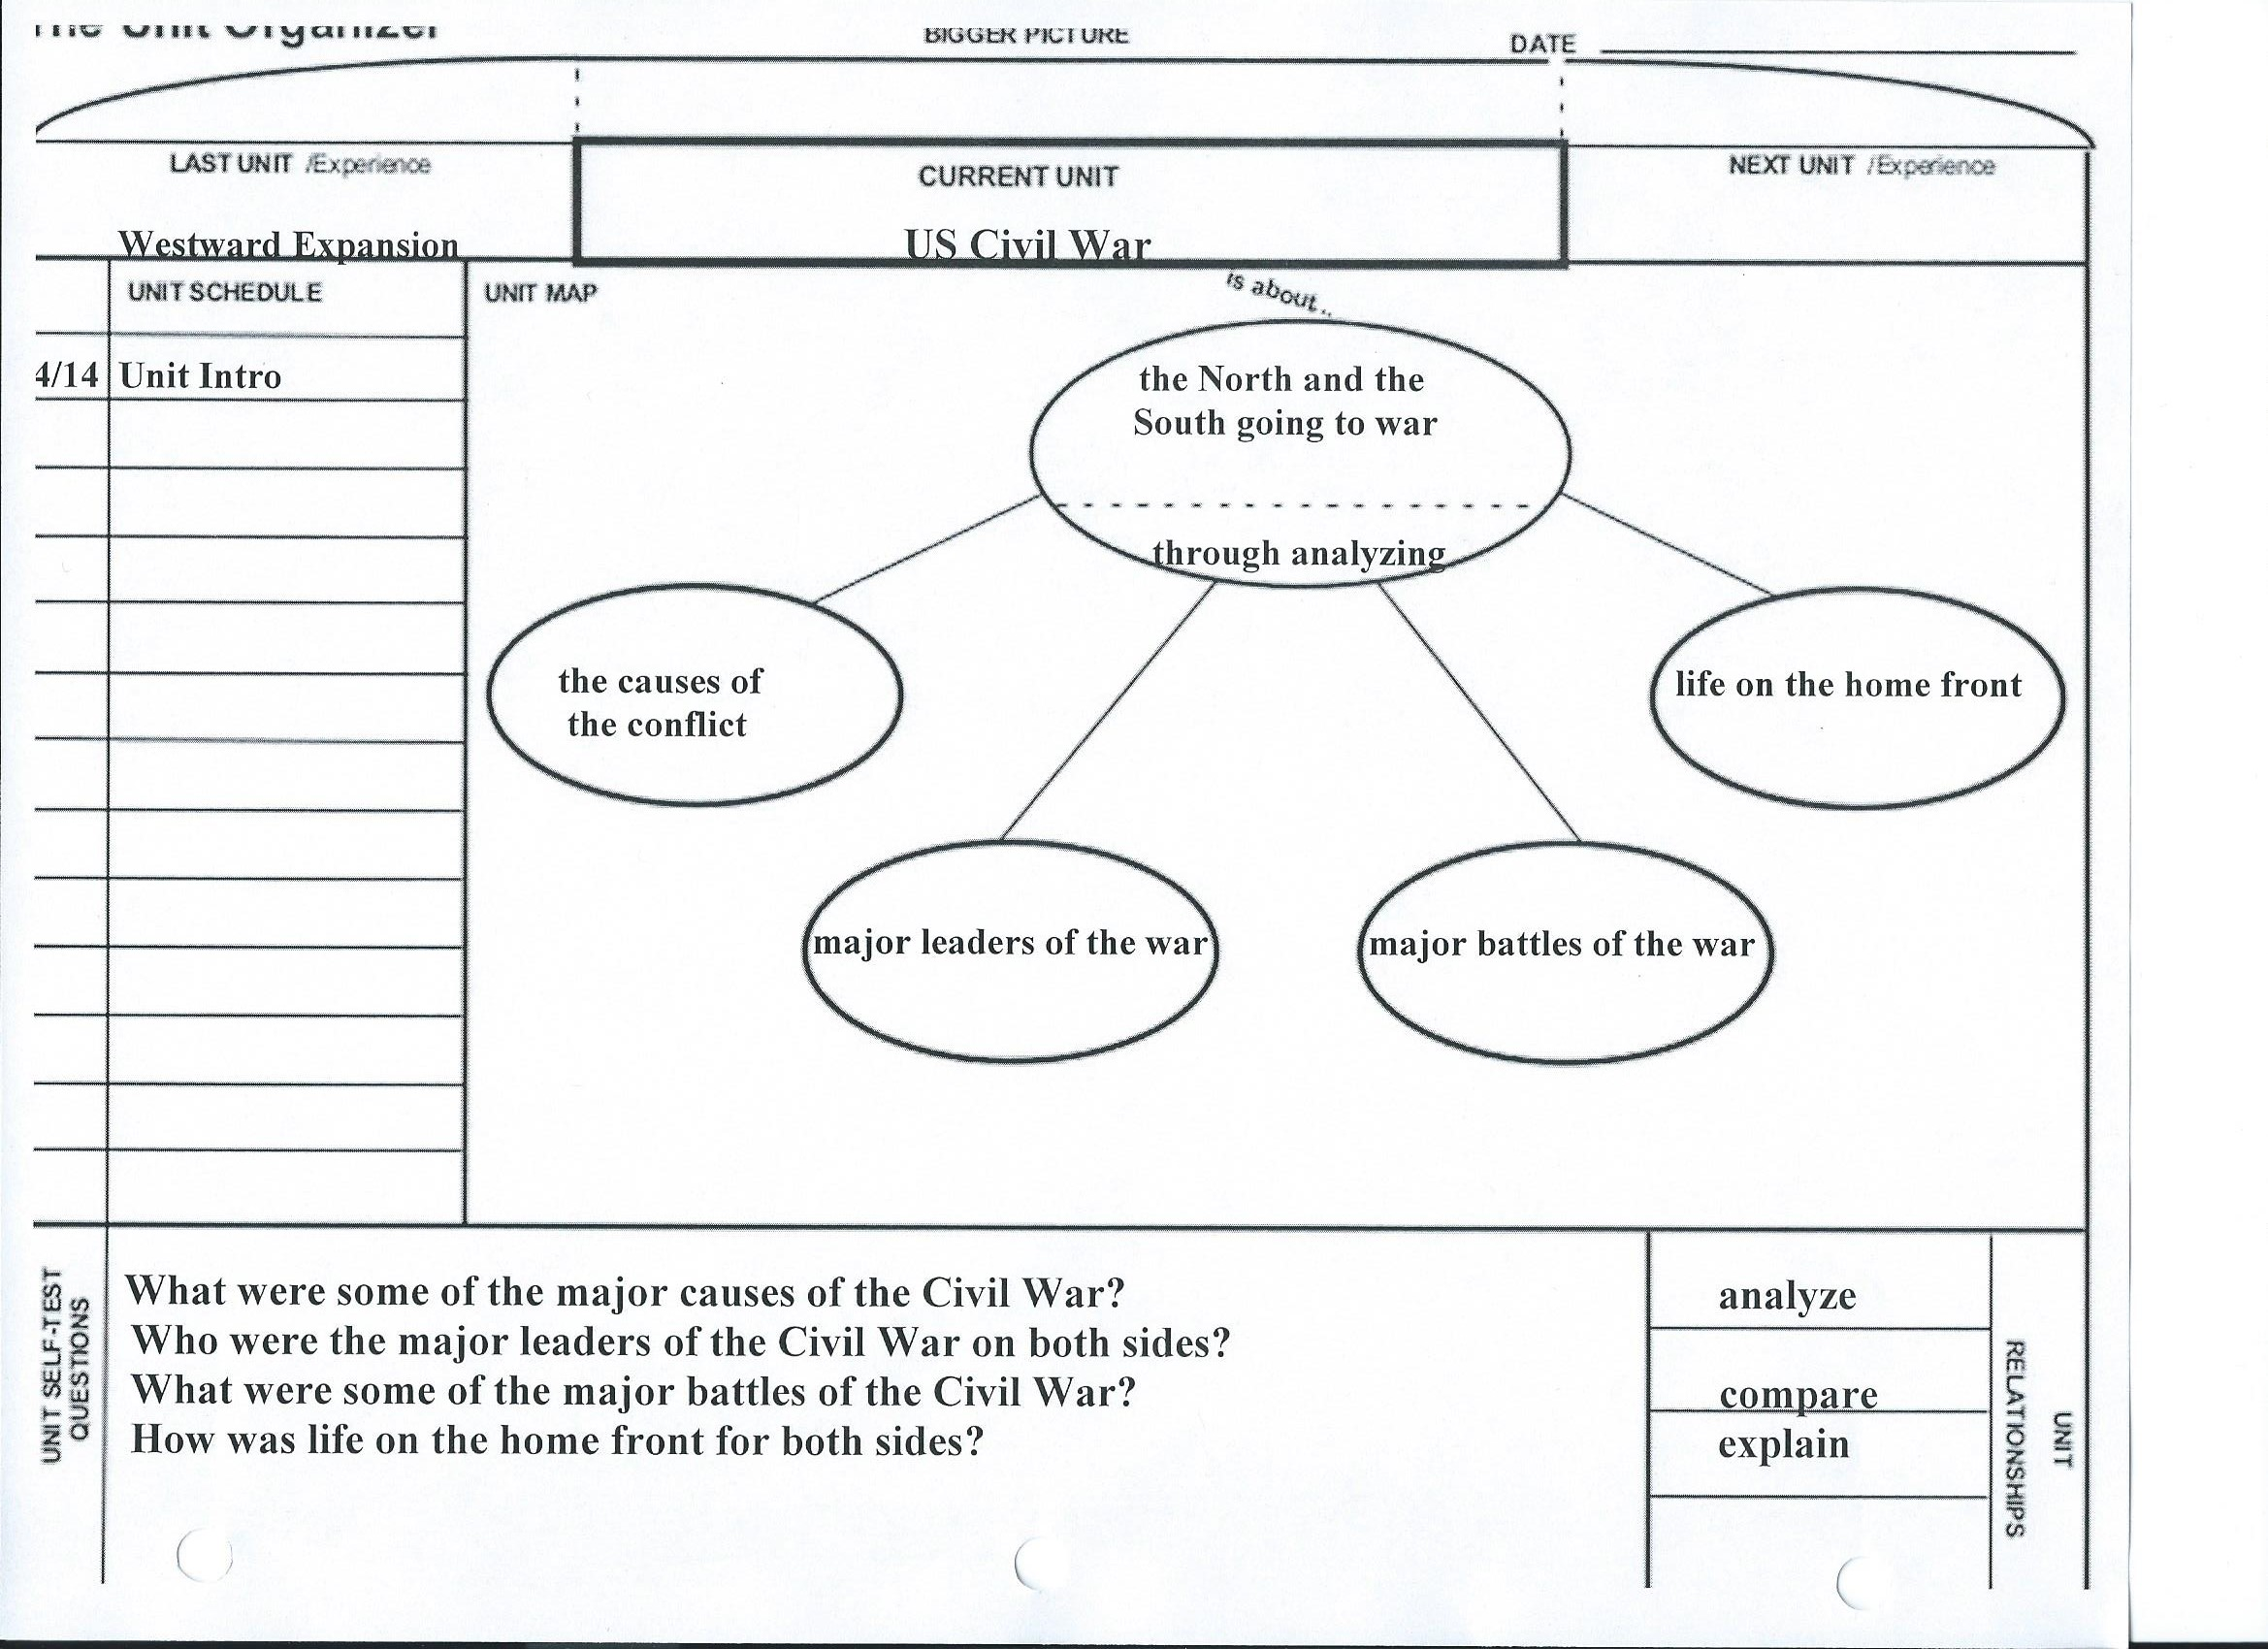 The Unit Organizer
BIGGER PICTURE
DATE
LAST UNIT /Experience
CURRENT UNIT
NEXT UNIT /Experience
Westward Expansion
US Civil War
UNIT SCHEDULE
UNIT MAP
is about..
4/14 Unit Intro
the North and the
South going to war
through analyzing
the causes of
the conflict
life on the home front
major leaders of the war
major battles of the war
UNIT SELF-TEST
QUESTIONS
What were some of the major causes of the Civil War?
Who were the major leaders of the Civil War on both sides?
What were some of the major battles of the Civil War?
How was life on the home front for both sides?
analyze
compare
explain
UNIT
RELATIONSHIPS